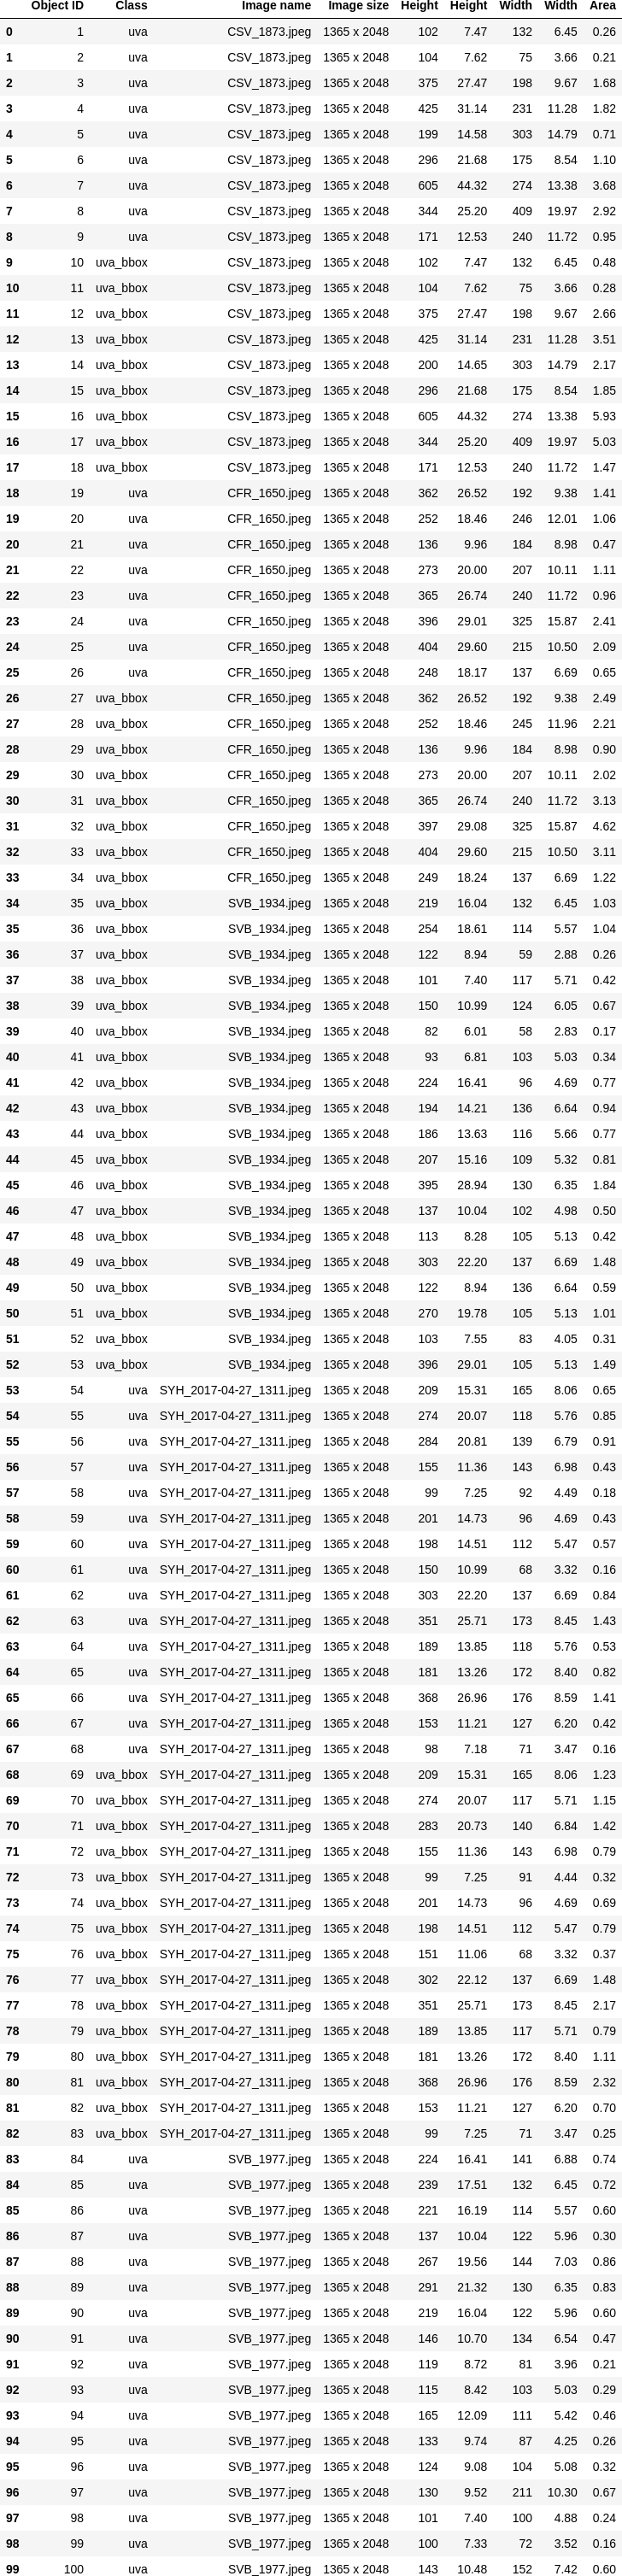 Object ID Class Image name Image size Height Height Width Width Area
0 1 uva CSV_1873.jpeg 1365 x 2048 102 7.47 132 6.45 0.26
1 2 uva CSV_1873.jpeg 1365 x 2048 104 7.62 75 3.66 0.21
2 3 uva CSV_1873.jpeg 1365 x 2048 375 27.47 198 9.67 1.68
3 4 uva CSV_1873.jpeg 1365 x 2048 425 31.14 231 11.28 1.82
4 5 uva CSV_1873.jpeg 1365 x 2048 199 14.58 303 14.79 0.71
5 6 uva CSV_1873.jpeg 1365 x 2048 296 21.68 175 8.54 1.10
6 7 uva CSV_1873.jpeg 1365 x 2048 605 44.32 274 13.38 3.68
7 8 uva CSV_1873.jpeg 1365 x 2048 344 25.20 409 19.97 2.92
8 9 uva CSV_1873.jpeg 1365 x 2048 171 12.53 240 11.72 0.95
9 10 uva_bbox CSV_1873.jpeg 1365 x 2048 102 7.47 132 6.45 0.48
10 11 uva_bbox CSV_1873.jpeg 1365 x 2048 104 7.62 75 3.66 0.28
11 12 uva_bbox CSV_1873.jpeg 1365 x 2048 375 27.47 198 9.67 2.66
12 13 uva_bbox CSV_1873.jpeg 1365 x 2048 425 31.14 231 11.28 3.51
13 14 uva_bbox CSV_1873.jpeg 1365 x 2048 200 14.65 303 14.79 2.17
14 15 uva_bbox CSV_1873.jpeg 1365 x 2048 296 21.68 175 8.54 1.85
15 16 uva_bbox CSV_1873.jpeg 1365 x 2048 605 44.32 274 13.38 5.93
16 17 uva_bbox CSV_1873.jpeg 1365 x 2048 344 25.20 409 19.97 5.03
17 18 uva_bbox CSV_1873.jpeg 1365 x 2048 171 12.53 240 11.72 1.47
18 19 uva CFR_1650.jpeg 1365 x 2048 362 26.52 192 9.38 1.41
19 20 uva CFR_1650.jpeg 1365 x 2048 252 18.46 246 12.01 1.06
20 21 uva CFR_1650.jpeg 1365 x 2048 136 9.96 184 8.98 0.47
21 22 uva CFR_1650.jpeg 1365 x 2048 273 20.00 207 10.11 1.11
22 23 uva CFR_1650.jpeg 1365 x 2048 365 26.74 240 11.72 0.96
23 24 uva CFR_1650.jpeg 1365 x 2048 396 29.01 325 15.87 2.41
24 25 uva CFR_1650.jpeg 1365 x 2048 404 29.60 215 10.50 2.09
25 26 uva CFR_1650.jpeg 1365 x 2048 248 18.17 137 6.69 0.65
26 27 uva_bbox CFR_1650.jpeg 1365 x 2048 362 26.52 192 9.38 2.49
27 28 uva_bbox CFR_1650.jpeg 1365 x 2048 252 18.46 245 11.96 2.21
28 29 uva_bbox CFR_1650.jpeg 1365 x 2048 136 9.96 184 8.98 0.90
29 30 uva_bbox CFR_1650.jpeg 1365 x 2048 273 20.00 207 10.11 2.02
30 31 uva_bbox CFR_1650.jpeg 1365 x 2048 365 26.74 240 11.72 3.13
31 32 uva_bbox CFR_1650.jpeg 1365 x 2048 397 29.08 325 15.87 4.62
32 33 uva_bbox CFR_1650.jpeg 1365 x 2048 404 29.60 215 10.50 3.11
33 34 uva_bbox CFR_1650.jpeg 1365 x 2048 249 18.24 137 6.69 1.22
34 35 uva_bbox SVB_1934.jpeg 1365 x 2048 219 16.04 132 6.45 1.03
35 36 uva_bbox SVB_1934.jpeg 1365 x 2048 254 18.61 114 5.57 1.04
36 37 uva_bbox SVB_1934.jpeg 1365 x 2048 122 8.94 59 2.88 0.26
37 38 uva_bbox SVB_1934.jpeg 1365 x 2048 101 7.40 117 5.71 0.42
38 39 uva_bbox SVB_1934.jpeg 1365 x 2048 150 10.99 124 6.05 0.67
39 40 uva_bbox SVB_1934.jpeg 1365 x 2048 82 6.01 58 2.83 0.17
40 41 uva_bbox SVB_1934.jpeg 1365 x 2048 93 6.81 103 5.03 0.34
41 42 uva_bbox SVB_1934.jpeg 1365 x 2048 224 16.41 96 4.69 0.77
42 43 uva_bbox SVB_1934.jpeg 1365 x 2048 194 14.21 136 6.64 0.94
43 44 uva_bbox SVB_1934.jpeg 1365 x 2048 186 13.63 116 5.66 0.77
44 45 uva_bbox SVB_1934.jpeg 1365 x 2048 207 15.16 109 5.32 0.81
45 46 uva_bbox SVB_1934.jpeg 1365 x 2048 395 28.94 130 6.35 1.84
46 47 uva_bbox SVB_1934.jpeg 1365 x 2048 137 10.04 102 4.98 0.50
47 48 uva_bbox SVB_1934.jpeg 1365 x 2048 113 8.28 105 5.13 0.42
48 49 uva_bbox SVB_1934.jpeg 1365 x 2048 303 22.20 137 6.69 1.48
49 50 uva_bbox SVB_1934.jpeg 1365 x 2048 122 8.94 136 6.64 0.59
50 51 uva_bbox SVB_1934.jpeg 1365 x 2048 270 19.78 105 5.13 1.01
51 52 uva_bbox SVB_1934.jpeg 1365 x 2048 103 7.55 83 4.05 0.31
52 53 uva_bbox SVB_1934.jpeg 1365 x 2048 396 29.01 105 5.13 1.49
53 54 uva SYH_2017-04-27_1311.jpeg 1365 x 2048 209 15.31 165 8.06 0.65
54 55 uva SYH_2017-04-27_1311.jpeg 1365 x 2048 274 20.07 118 5.76 0.85
55 56 uva SYH_2017-04-27_1311.jpeg 1365 x 2048 284 20.81 139 6.79 0.91
56 57 uva SYH_2017-04-27_1311.jpeg 1365 x 2048 155 11.36 143 6.98 0.43
57 58 uva SYH_2017-04-27_1311.jpeg 1365 x 2048 99 7.25 92 4.49 0.18
58 59 uva SYH_2017-04-27_1311.jpeg 1365 x 2048 201 14.73 96 4.69 0.43
59 60 uva SYH_2017-04-27_1311.jpeg 1365 x 2048 198 14.51 112 5.47 0.57
60 61 uva SYH_2017-04-27_1311.jpeg 1365 x 2048 150 10.99 68 3.32 0.16
61 62 uva SYH_2017-04-27_1311.jpeg 1365 x 2048 303 22.20 137 6.69 0.84
62 63 uva SYH_2017-04-27_1311.jpeg 1365 x 2048 351 25.71 173 8.45 1.43
63 64 uva SYH_2017-04-27_1311.jpeg 1365 x 2048 189 13.85 118 5.76 0.53
64 65 uva SYH_2017-04-27_1311.jpeg 1365 x 2048 181 13.26 172 8.40 0.82
65 66 uva SYH_2017-04-27_1311.jpeg 1365 x 2048 368 26.96 176 8.59 1.41
66 67 uva SYH_2017-04-27_1311.jpeg 1365 x 2048 153 11.21 127 6.20 0.42
67 68 uva SYH_2017-04-27_1311.jpeg 1365 x 2048 98 7.18 71 3.47 0.16
68 69 uva_bbox SYH_2017-04-27_1311.jpeg 1365 x 2048 209 15.31 165 8.06 1.23
69 70 uva_bbox SYH_2017-04-27_1311.jpeg 1365 x 2048 274 20.07 117 5.71 1.15
70 71 uva_bbox SYH_2017-04-27_1311.jpeg 1365 x 2048 283 20.73 140 6.84 1.42
71 72 uva_bbox SYH_2017-04-27_1311.jpeg 1365 x 2048 155 11.36 143 6.98 0.79
72 73 uva_bbox SYH_2017-04-27_1311.jpeg 1365 x 2048 99 7.25 91 4.44 0.32
73 74 uva_bbox SYH_2017-04-27_1311.jpeg 1365 x 2048 201 14.73 96 4.69 0.69
74 75 uva_bbox SYH_2017-04-27_1311.jpeg 1365 x 2048 198 14.51 112 5.47 0.79
75 76 uva_bbox SYH_2017-04-27_1311.jpeg 1365 x 2048 151 11.06 68 3.32 0.37
76 77 uva_bbox SYH_2017-04-27_1311.jpeg 1365 x 2048 302 22.12 137 6.69 1.48
77 78 uva_bbox SYH_2017-04-27_1311.jpeg 1365 x 2048 351 25.71 173 8.45 2.17
78 79 uva_bbox SYH_2017-04-27_1311.jpeg 1365 x 2048 189 13.85 117 5.71 0.79
79 80 uva_bbox SYH_2017-04-27_1311.jpeg 1365 x 2048 181 13.26 172 8.40 1.11
80 81 uva_bbox SYH_2017-04-27_1311.jpeg 1365 x 2048 368 26.96 176 8.59 2.32
81 82 uva_bbox SYH_2017-04-27_1311.jpeg 1365 x 2048 153 11.21 127 6.20 0.70
82 83 uva_bbox SYH_2017-04-27_1311.jpeg 1365 x 2048 99 7.25 71 3.47 0.25
83 84 uva SVB_1977.jpeg 1365 x 2048 224 16.41 141 6.88 0.74
84 85 uva SVB_1977.jpeg 1365 x 2048 239 17.51 132 6.45 0.72
85 86 uva SVB_1977.jpeg 1365 x 2048 221 16.19 114 5.57 0.60
86 87 uva SVB_1977.jpeg 1365 x 2048 137 10.04 122 5.96 0.30
87 88 uva SVB_1977.jpeg 1365 x 2048 267 19.56 144 7.03 0.86
88 89 uva SVB_1977.jpeg 1365 x 2048 291 21.32 130 6.35 0.83
89 90 uva SVB_1977.jpeg 1365 x 2048 219 16.04 122 5.96 0.60
90 91 uva SVB_1977.jpeg 1365 x 2048 146 10.70 134 6.54 0.47
91 92 uva SVB_1977.jpeg 1365 x 2048 119 8.72 81 3.96 0.21
92 93 uva SVB_1977.jpeg 1365 x 2048 115 8.42 103 5.03 0.29
93 94 uva SVB_1977.jpeg 1365 x 2048 165 12.09 111 5.42 0.46
94 95 uva SVB_1977.jpeg 1365 x 2048 133 9.74 87 4.25 0.26
95 96 uva SVB_1977.jpeg 1365 x 2048 124 9.08 104 5.08 0.32
96 97 uva SVB_1977.jpeg 1365 x 2048 130 9.52 211 10.30 0.67
97 98 uva SVB_1977.jpeg 1365 x 2048 101 7.40 100 4.88 0.24
98 99 uva SVB_1977.jpeg 1365 x 2048 100 7.33 72 3.52 0.16
99 100 uva SVB_1977.jpeg 1365 x 2048 143 10.48 152 7.42 0.60